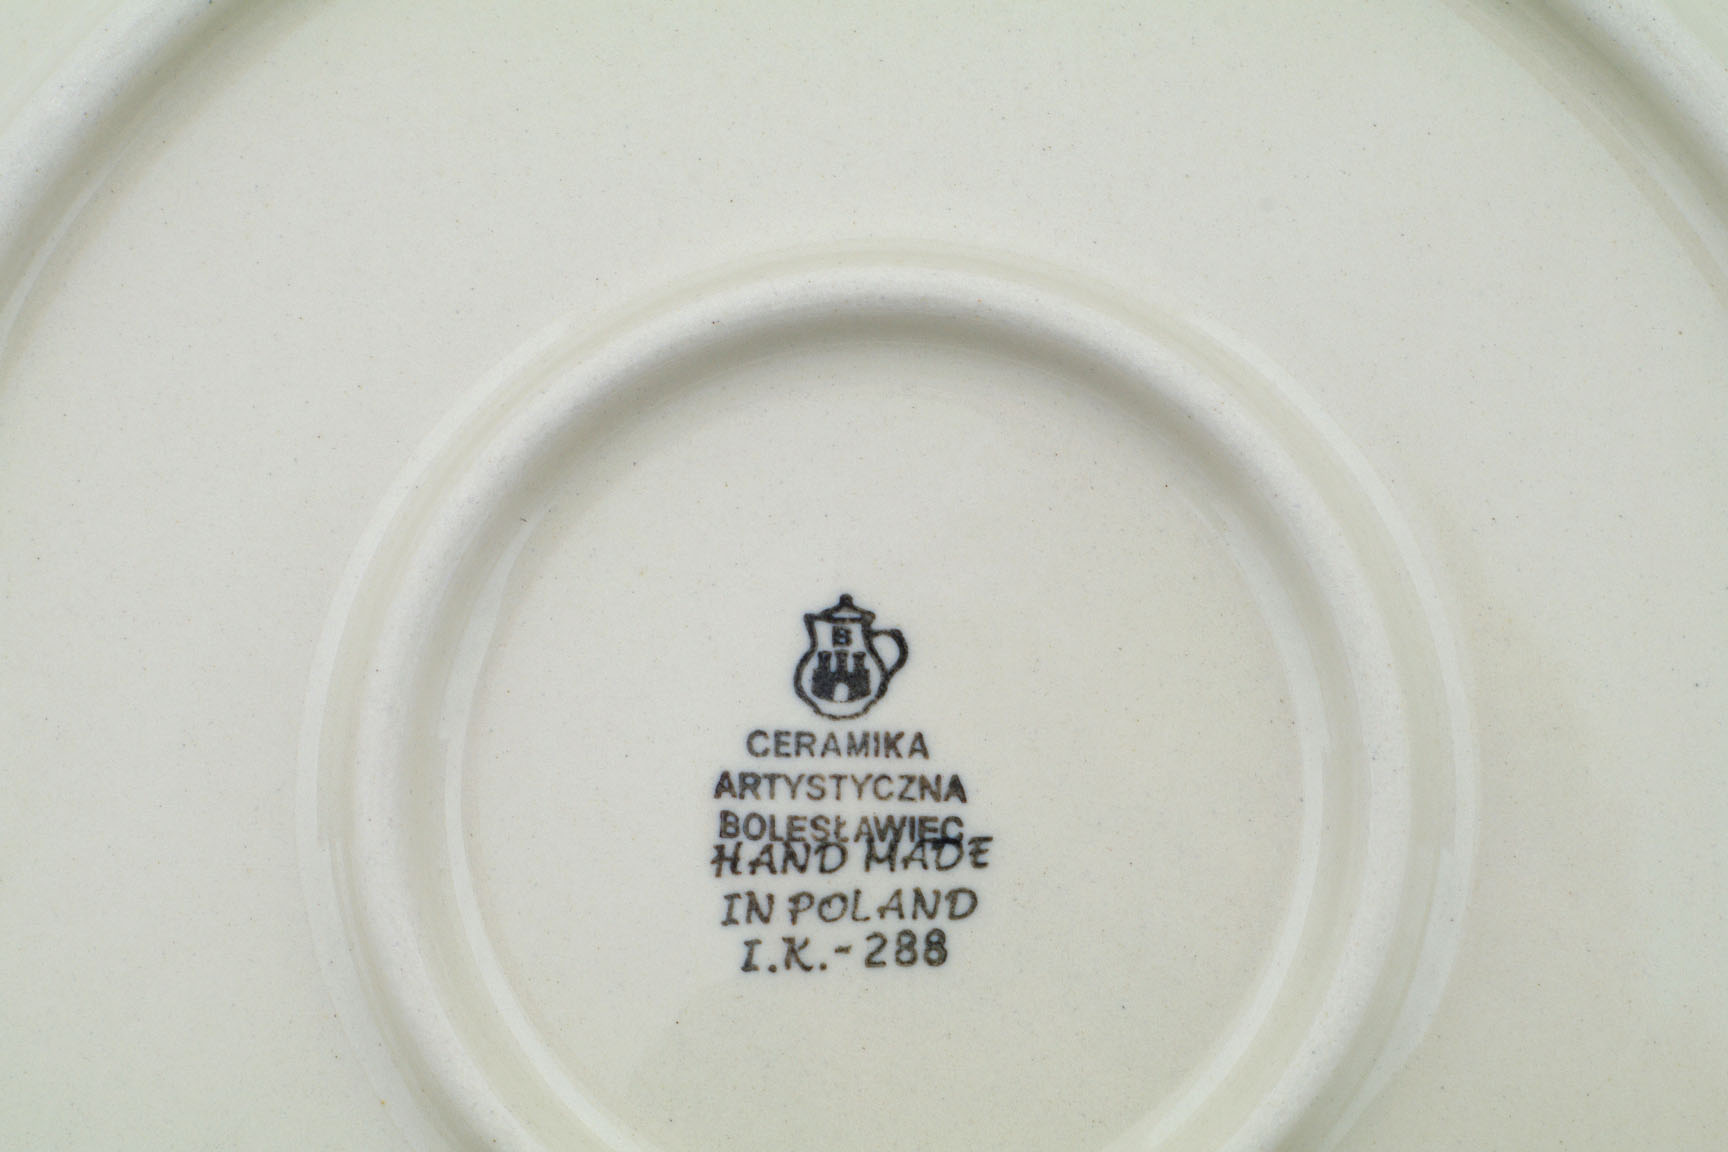 B
CERAMIKA
ARTYSTYCZNA
BOLESŁAWIEC
HAND MADE
IN POLAND
I.K.-288